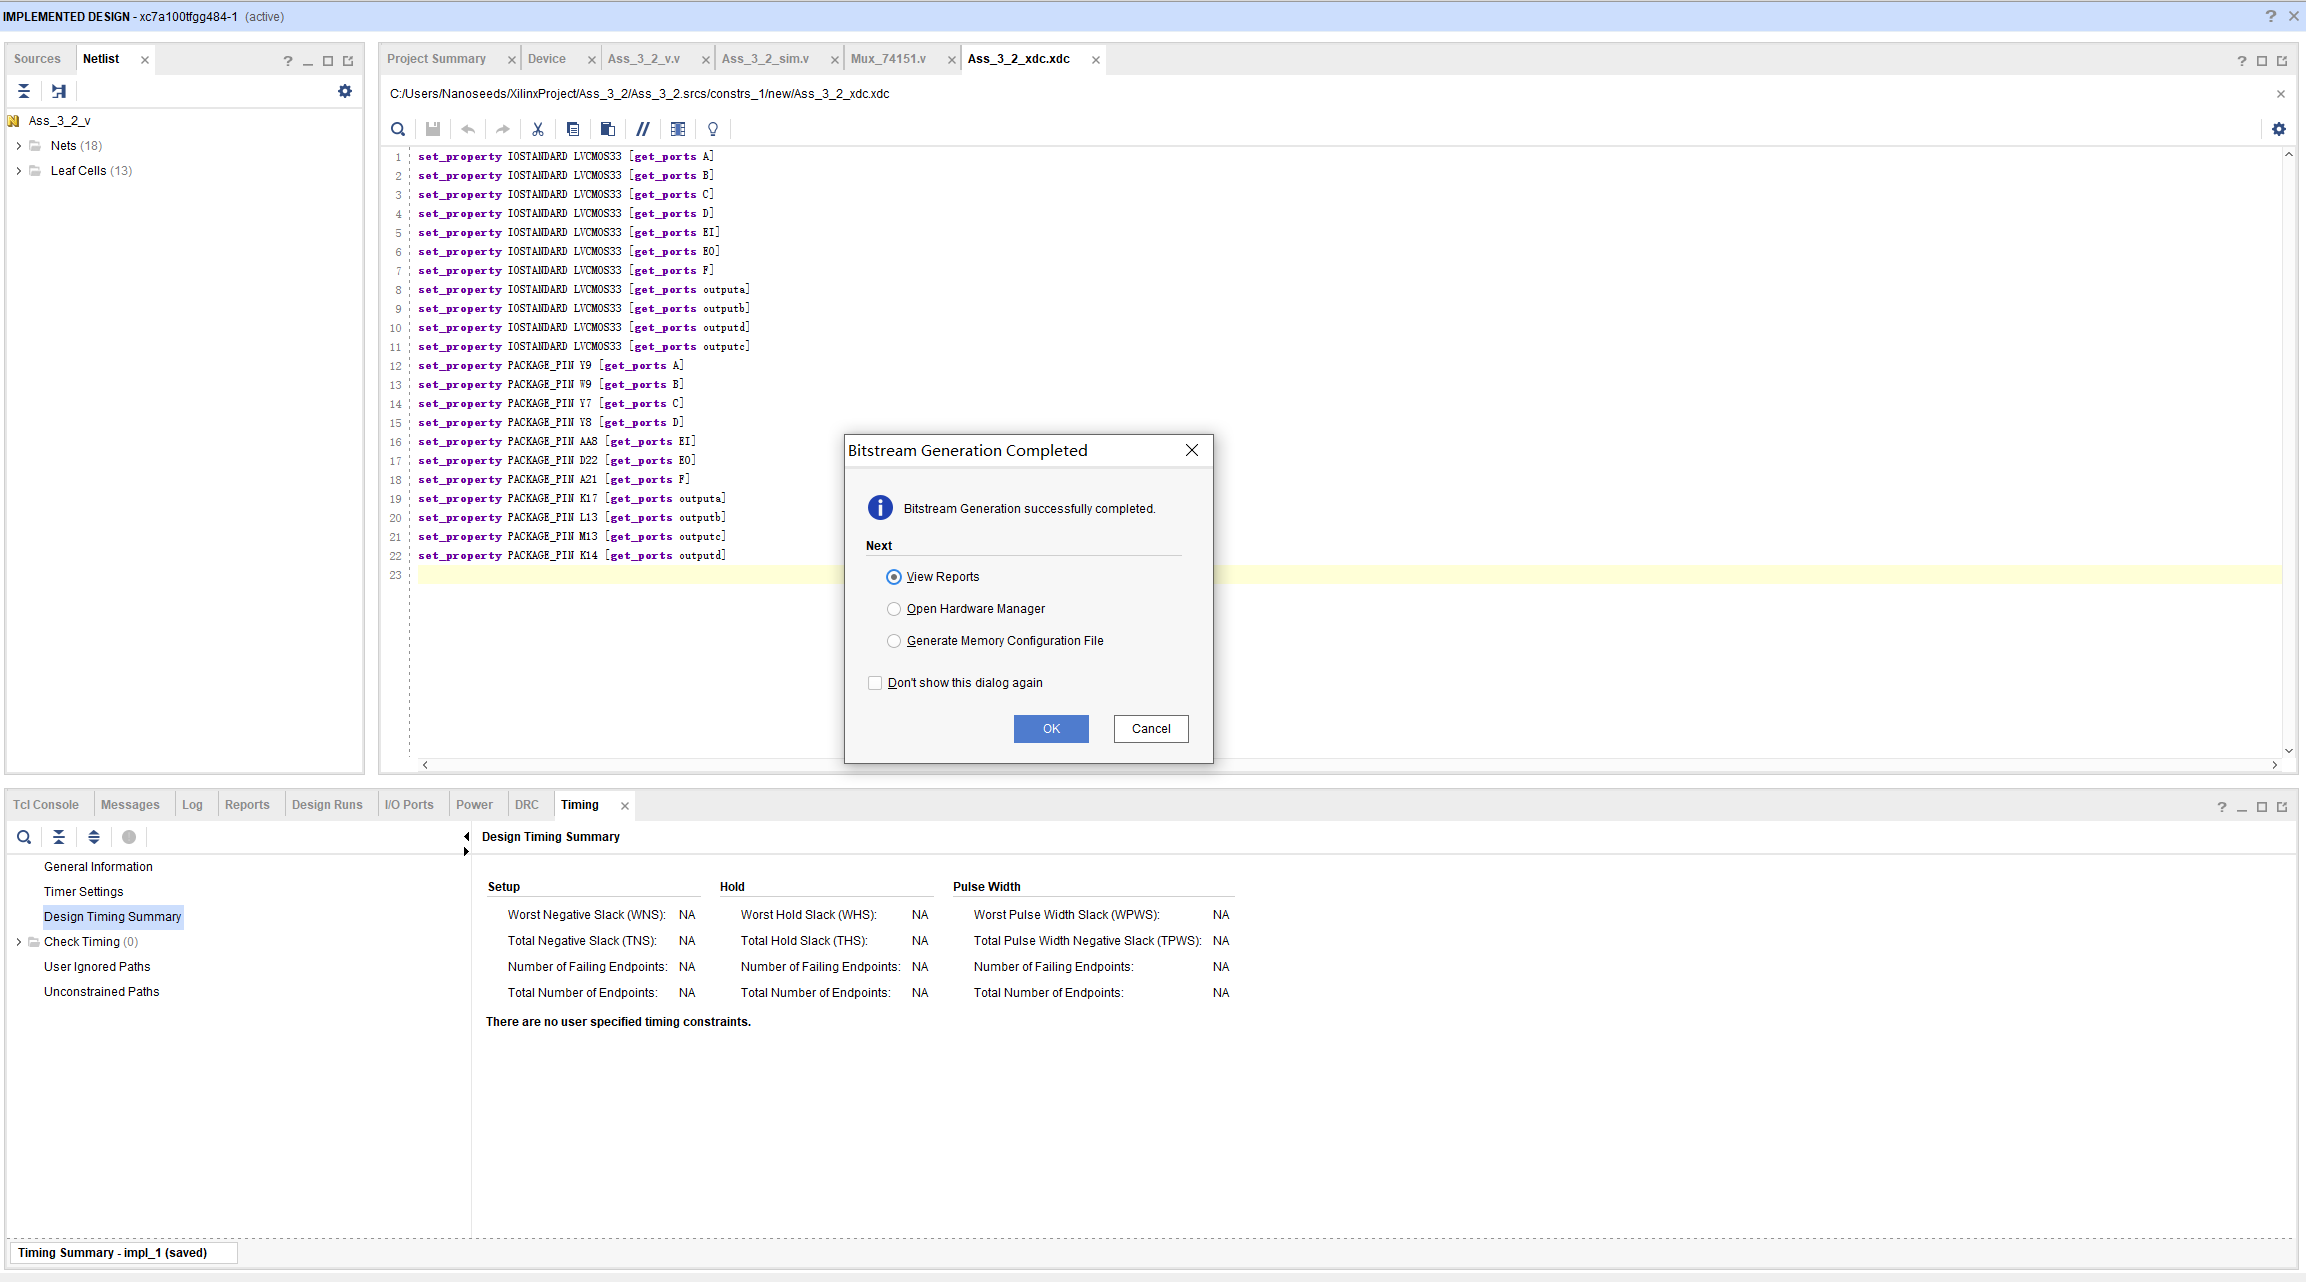 IMPLEMENTED DESIGN - xc7a100tfgg484-1 (active)
Sources
Netlist
Ass_3_2_v
Nets (18)
Leaf Cells (13)
Project Summary
Device
Ass_3_2_v.v
Ass_3_2_sim.v
Mux_74151.v
Ass_3_2_xdc.xdc
C:/Users/Nanoseeds/XilinxProject/Ass_3_2/Ass_3_2.srcs/constrs_1/new/Ass_3_2_xdc.xdc
1 set_property IOSTANDARD LVCMOS33 [get_ports A]
2 set_property IOSTANDARD LVCMOS33 [get_ports B]
3 set_property IOSTANDARD LVCMOS33 [get_ports C]
4 set_property IOSTANDARD LVCMOS33 [get_ports D]
5 set_property IOSTANDARD LVCMOS33 [get_ports EI]
6 set_property IOSTANDARD LVCMOS33 [get_ports EO]
7 set_property IOSTANDARD LVCMOS33 [get_ports F]
8 set_property IOSTANDARD LVCMOS33 [get_ports outputa]
9 set_property IOSTANDARD LVCMOS33 [get_ports outputb]
10 set_property IOSTANDARD LVCMOS33 [get_ports outputd]
11 set_property IOSTANDARD LVCMOS33 [get_ports outputc]
12 set_property PACKAGE_PIN Y9 [get_ports A]
13 set_property PACKAGE_PIN W9 [get_ports B]
14 set_property PACKAGE_PIN Y7 [get_ports C]
15 set_property PACKAGE_PIN Y8 [get_ports D]
16 set_property PACKAGE_PIN AA8 [get_ports EI]
17 set_property PACKAGE_PIN D22 [get_ports EO]
18 set_property PACKAGE_PIN A21 [get_ports F]
19 set_property PACKAGE_PIN K17 [get_ports outputa]
20 set_property PACKAGE_PIN L13 [get_ports outputb]
21 set_property PACKAGE_PIN M13 [get_ports outputc]
22 set_property PACKAGE_PIN K14 [get_ports outputd]
23
Bitstream Generation Completed
Bitstream Generation successfully completed.
Next
View Reports
Open Hardware Manager
Generate Memory Configuration File
Don't show this dialog again
OK
Cancel
Tcl Console
Messages
Log
Reports
Design Runs
I/O Ports
Power
DRC
Timing
General Information
Timer Settings
Design Timing Summary
Check Timing (0)
User Ignored Paths
Unconstrained Paths
Design Timing Summary
Setup
Worst Negative Slack (WNS): NA
Total Negative Slack (TNS): NA
Number of Failing Endpoints: NA
Total Number of Endpoints: NA
Hold
Worst Hold Slack (WHS): NA
Total Hold Slack (THS): NA
Number of Failing Endpoints: NA
Total Number of Endpoints: NA
Pulse Width
Worst Pulse Width Slack (WPWS): NA
Total Pulse Width Negative Slack (TPWS): NA
Number of Failing Endpoints: NA
Total Number of Endpoints: NA
There are no user specified timing constraints.
Timing Summary - impl_1 (saved)